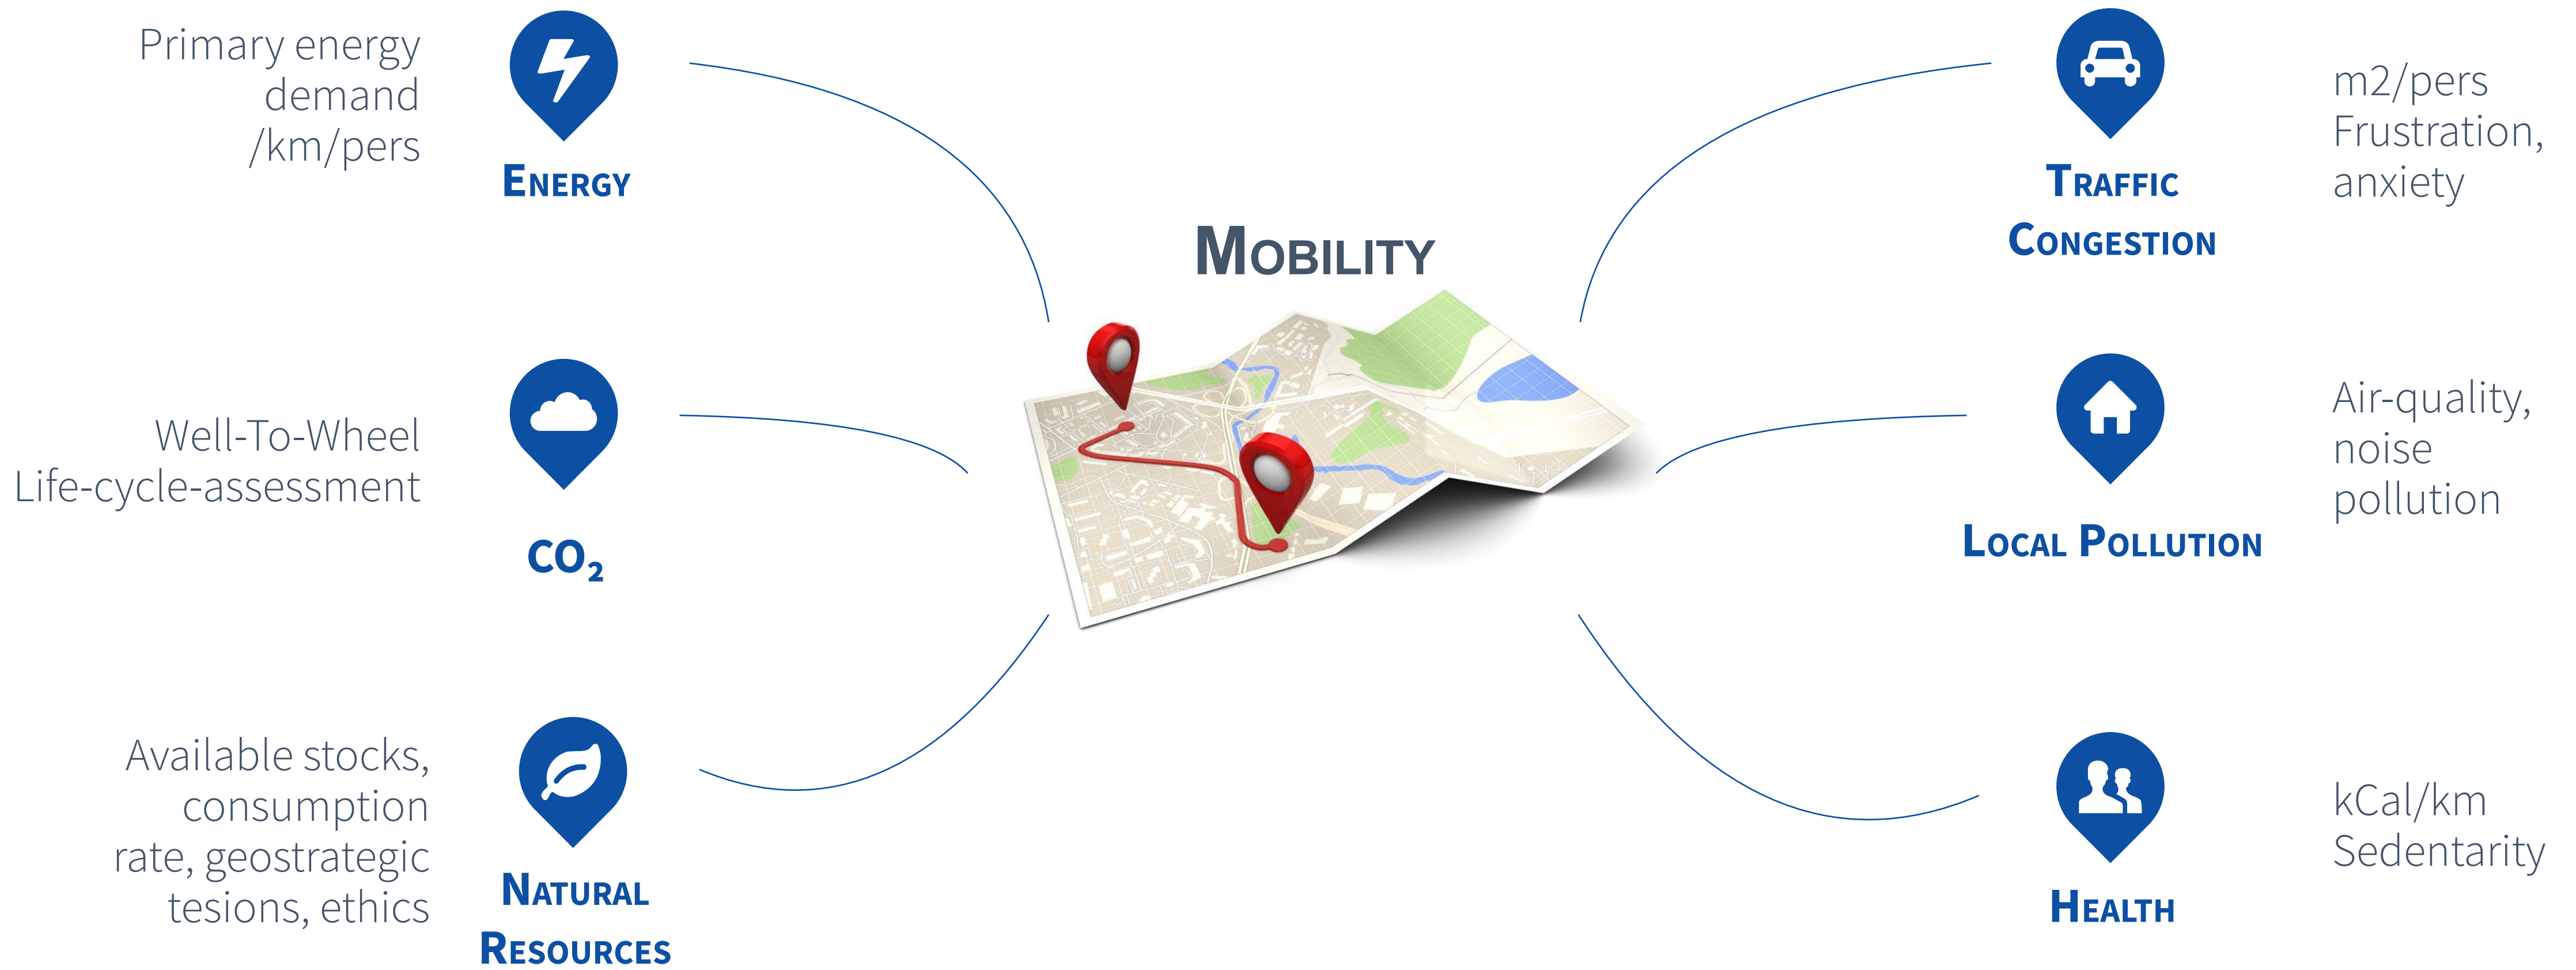 Primary energy
demand
/km/pers
ENERGY
Well-To-Wheel
Life-cycle-assessment
CO₂
Available stocks,
consumption
rate, geostrategic
tesions, ethics
NATURAL
RESOURCES
MOBILITY
TRAFFIC
CONGESTION
m2/pers
Frustration,
anxiety
LOCAL POLLUTION
Air-quality,
noise
pollution
HEALTH
kCal/km
Sedentarity